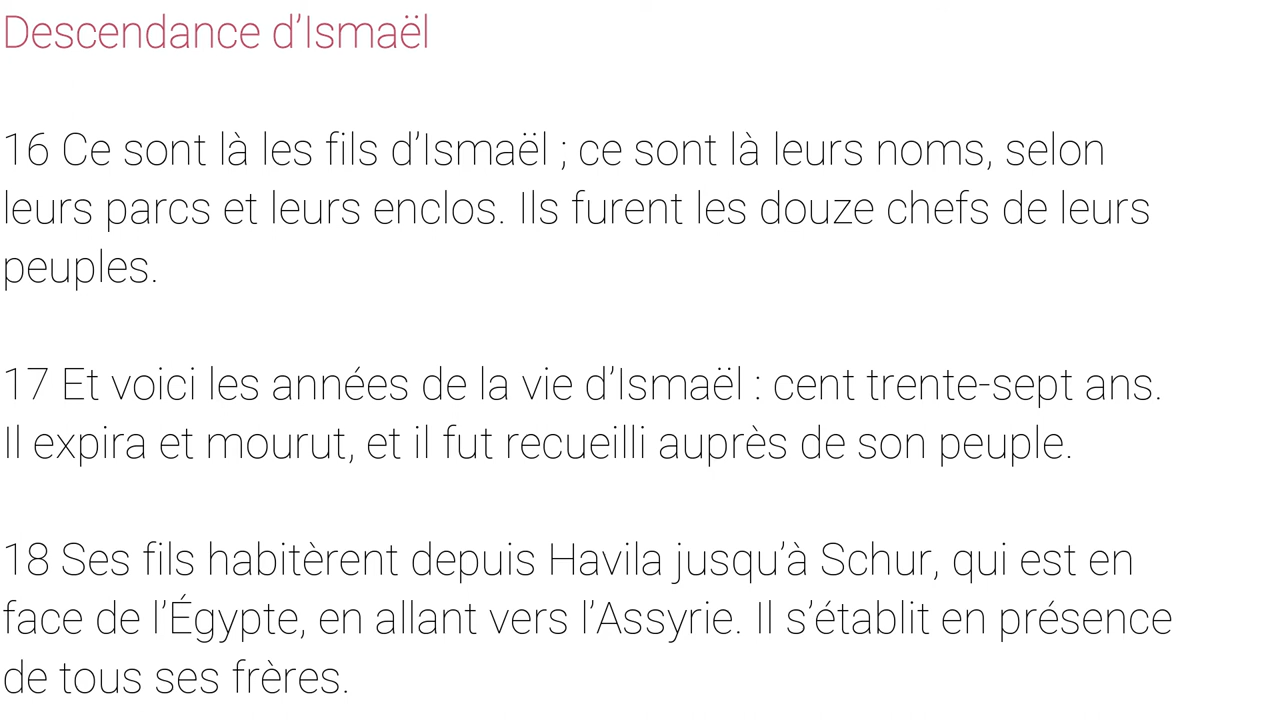 Descendance d’Ismaël
16 Ce sont là les fils d’Ismaël ; ce sont là leurs noms, selon
leurs parcs et leurs enclos. Ils furent les douze chefs de leurs
peuples.
17 Et voici les années de la vie d’Ismaël : cent trente-sept ans.
Il expira et mourut, et il fut recueilli auprès de son peuple.
18 Ses fils habitèrent depuis Havila jusqu’à Schur, qui est en
face de l’Égypte, en allant vers l’Assyrie. Il s’établit en présence
de tous ses frères.